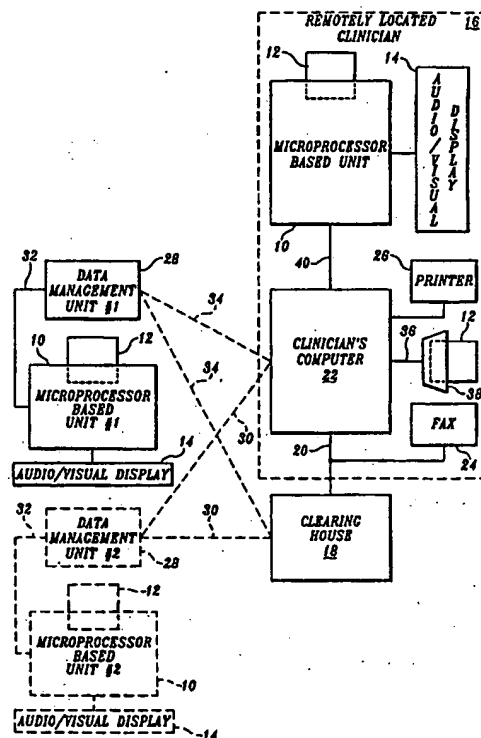 REMOTELY LOCATED
CLINICIAN
16
12
14
AUDIO/VISUAL
DISPLAY
MICROPROCESSOR
BASED UNIT
10
40
26
PRINTER
32
28
DATA
MANAGEMENT
UNIT #1
34
10
12
MICROPROCESSOR
BASED
UNIT #1
34
CLINICIAN'S
COMPUTER
22
36
12
38
30
14
AUDIO/VISUAL DISPLAY
20
FAX
24
32
DATA
MANAGEMENT
UNIT #2
30
28
CLEARING
HOUSE
18
12
MICROPROCESSOR
BASED
UNIT #2
10
AUDIO/VISUAL DISPLAY
14